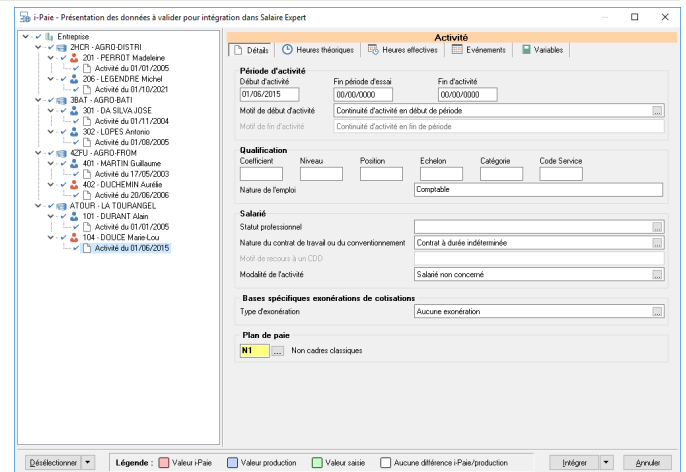 i-Paie - Présentation des données à valider pour intégration dans Salaire Expert
Entreprise
2HCR - AGRO-DISTRI
201 - PERROT Madeleine
Activité du 01/01/2005
206 - LEGENDRE Michel
Activité du 01/10/2021
3BAT - AGRO-BATI
301 - DA SILVA JOSE
Activité du 01/11/2004
302 - LOPES Antonio
Activité du 01/08/2005
4ZFU - AGRO-FROM
401 - MARTIN Guillaume
Activité du 17/05/2003
402 - DUCHEMIN Aurélie
Activité du 20/06/2006
ATOUR - LA TOURANGEL
101 - DURANT Alain
Activité du 01/01/2005
104 - DOUCE Marie-Lou
Activité du 01/06/2015
Activité
Détails Heures théoriques Heures effectives Evénements Variables
Période d'activité
Début d'activité Fin période d'essai Fin d'activité
01/06/2015 00/00/0000 00/00/0000
Motif de début d'activité Continuité d'activité en début de période ...
Motif de fin d'activité Continuité d'activité en fin de période
Qualification
Coefficient Niveau Position Echelon Catégorie Code Service
Nature de l'emploi Comptable
Salarié
Statut professionnel ...
Nature du contrat de travail ou du conventionnement Contrat à durée indéterminée ...
Motif de recours à un CDD
Modalité de l'activité Salarié non concerné ...
Bases spécifiques exonérations de cotisations
Type d'exonération Aucune exonération ...
Plan de paie
N1 ... Non cadres classiques
Désélectionner Légende : Valeur i-Paie Valeur production Valeur saisie Aucune différence i-Paie/production Intégrer Annuler